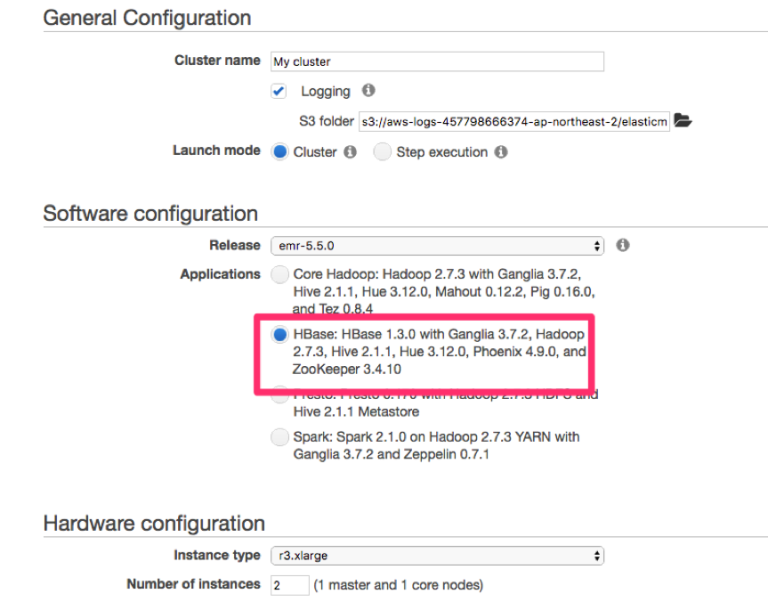 General Configuration
Cluster name My cluster
Logging
S3 folder s3://aws-logs-457798666374-ap-northeast-2/elasticm
Launch mode Cluster Step execution
Software configuration
Release emr-5.5.0
Applications Core Hadoop: Hadoop 2.7.3 with Ganglia 3.7.2,
Hive 2.1.1, Hue 3.12.0, Mahout 0.12.2, Pig 0.16.0,
and Tez 0.8.4
HBase: HBase 1.3.0 with Ganglia 3.7.2, Hadoop
2.7.3, Hive 2.1.1, Hue 3.12.0, Phoenix 4.9.0, and
ZooKeeper 3.4.10
Presto: Presto 0.170 with Hadoop 2.7.3 HDFS and
Hive 2.1.1 Metastore
Spark: Spark 2.1.0 on Hadoop 2.7.3 YARN with
Ganglia 3.7.2 and Zeppelin 0.7.1
Hardware configuration
Instance type r3.xlarge
Number of instances 2 (1 master and 1 core nodes)